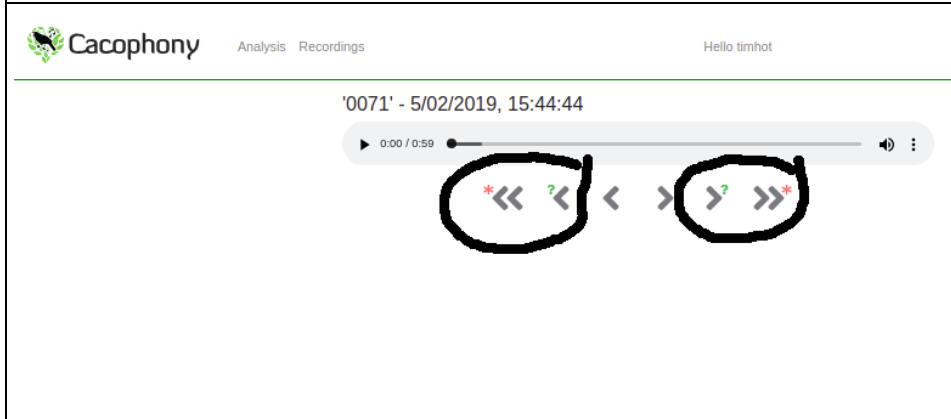 Cacophony Analysis Recordings Hello timhot
'0071' - 5/02/2019, 15:44:44
0:00 / 0:59
*<< ?< < > >? >>*